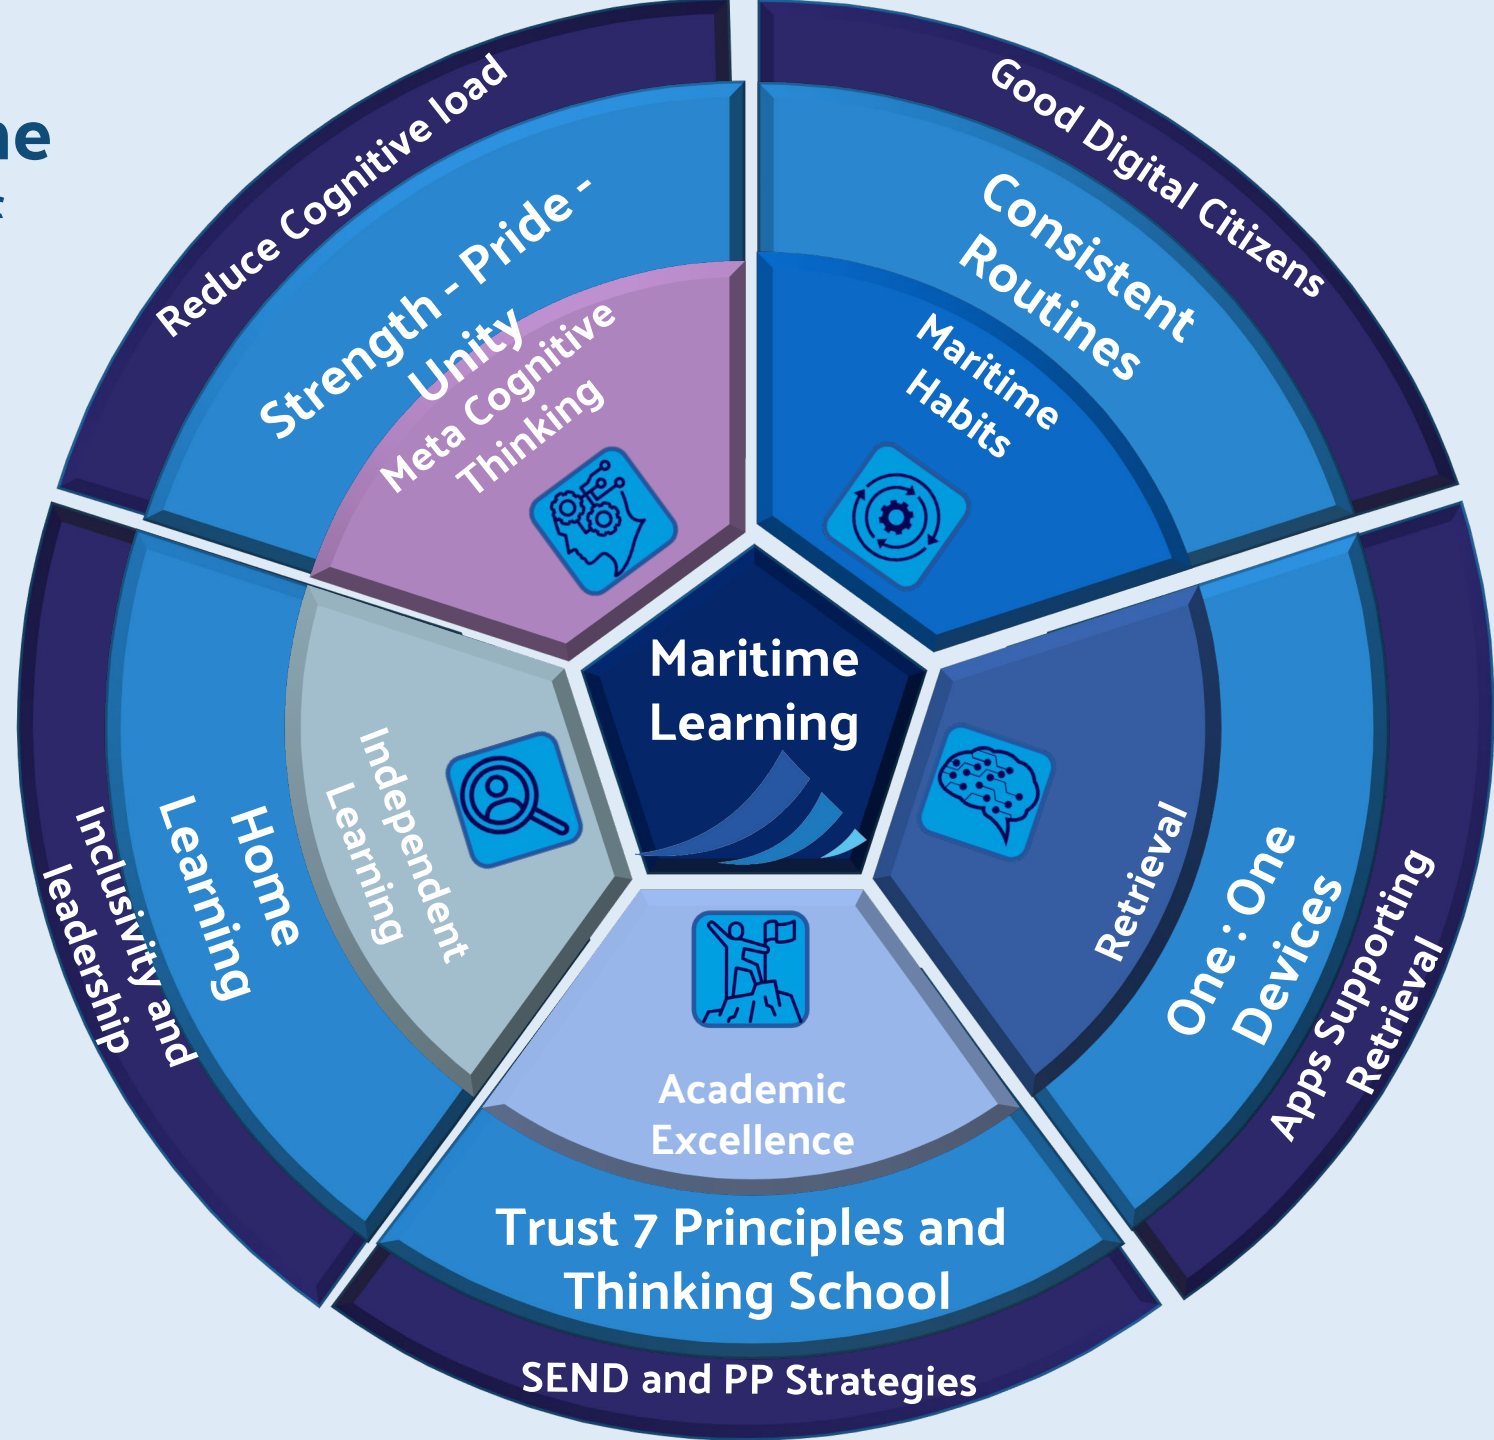 Reduce Cognitive load
Strength - Pride -
Unity
Meta Cognitive
Thinking
Good Digital Citizens
Consistent
Routines
Maritime
Habits
Maritime
Learning
Independent
Learning
Home
Learning
Inclusivity and
leadership
Retrieval
One : One
Devices
Apps Supporting
Retrieval
Academic
Excellence
Trust 7 Principles and
Thinking School
SEND and PP Strategies